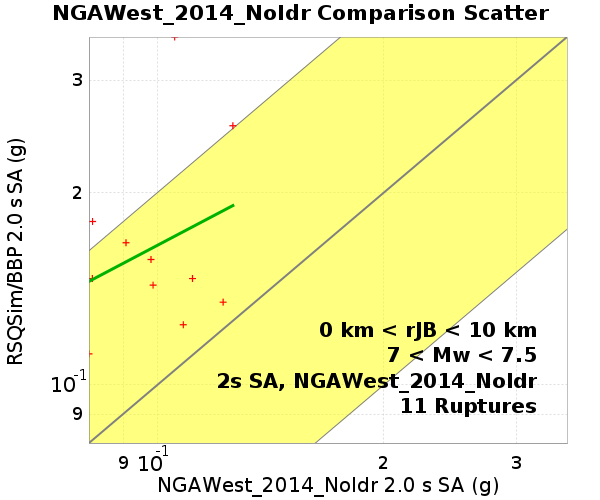 NGAWest_2014_NoIdr Comparison Scatter
RSQSim/BBP 2.0 s SA (g)
3
2
10-1
9
0 km < rJB < 10 km
7 < Mw < 7.5
2s SA, NGAWest_2014_NoIdr
11 Ruptures
9 10-1 2 3
NGAWest_2014_NoIdr 2.0 s SA (g)